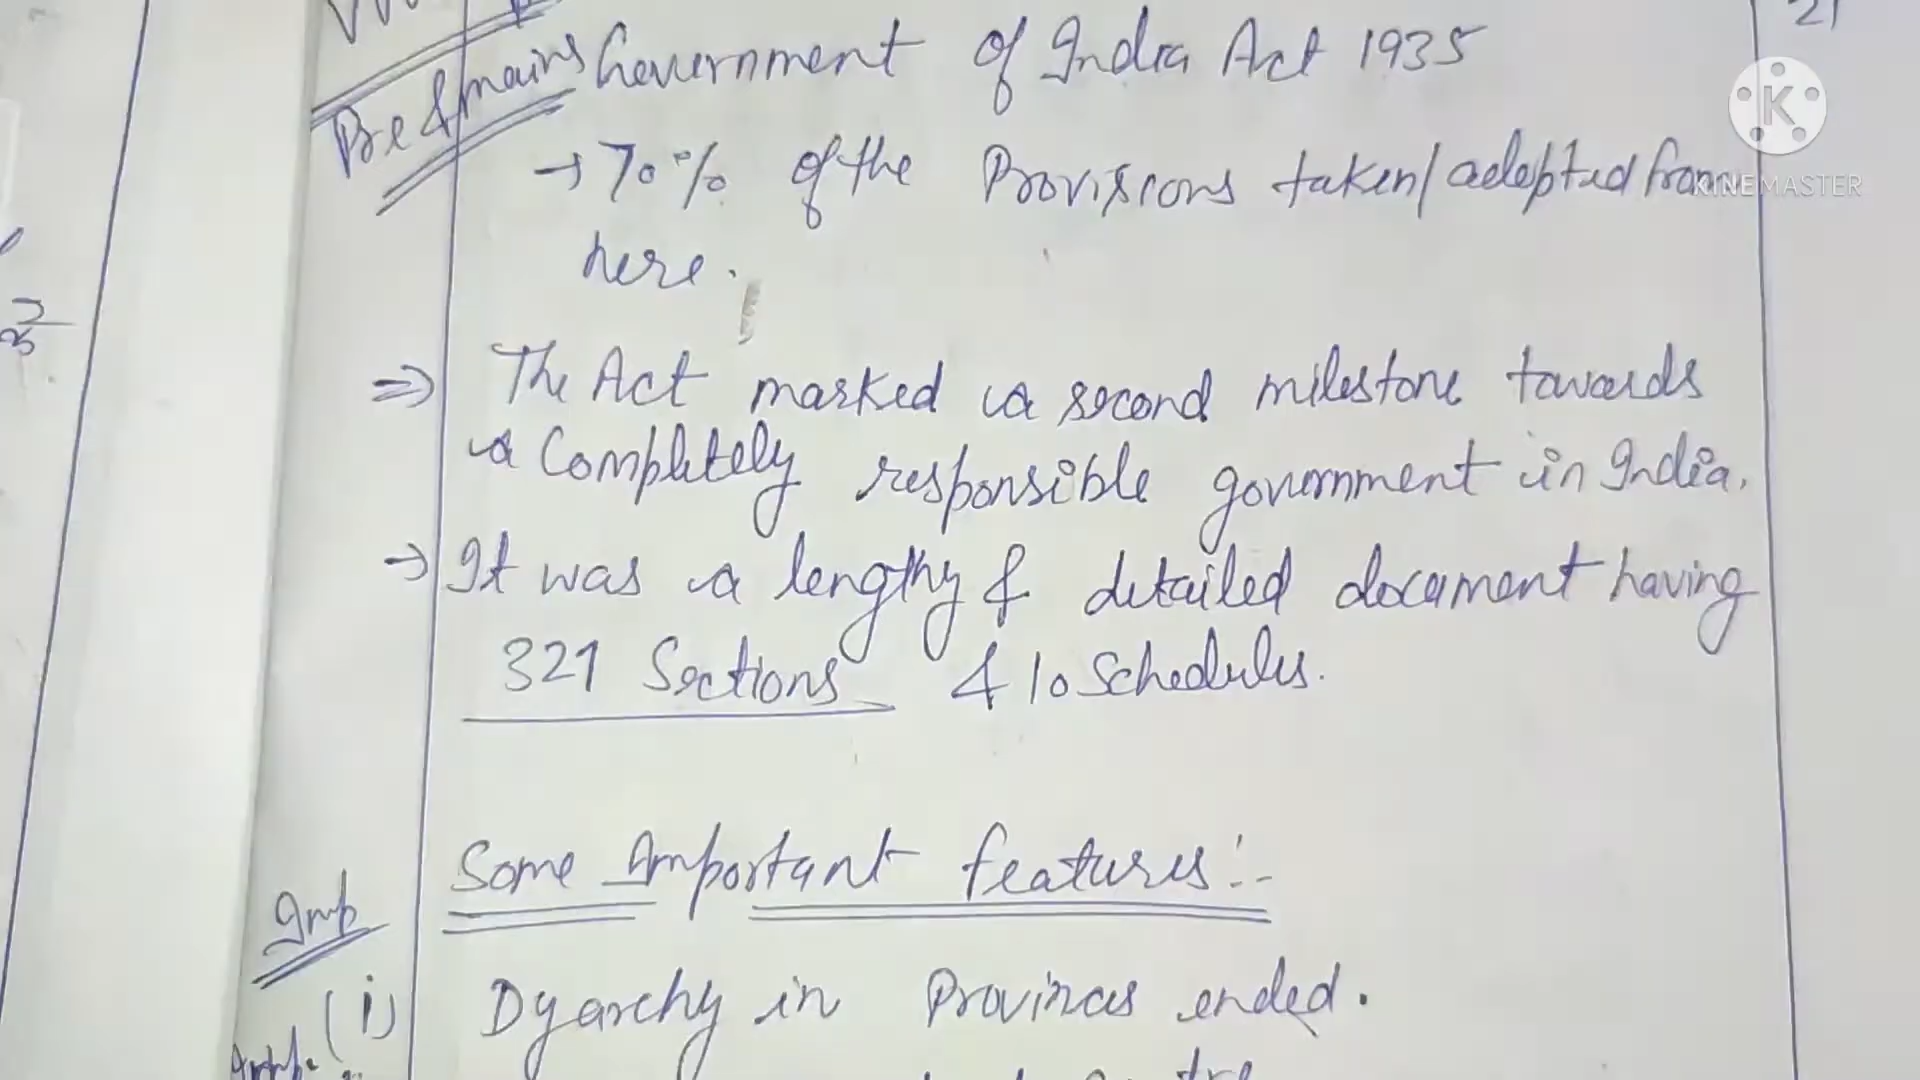 21
Government of India Act 1935
Pre & mains
→ 70% of the Provisions taken/adopted from
here.
K
KINEMASTER
⇒ The Act marked a second milestone towards
a Completely responsible government in India.
→ It was a lengthy & detailed document having
321 Sections & 10 Schedules.
Some Important features:-
Imp
(i) Dyarchy in Provinces ended.
Imp.